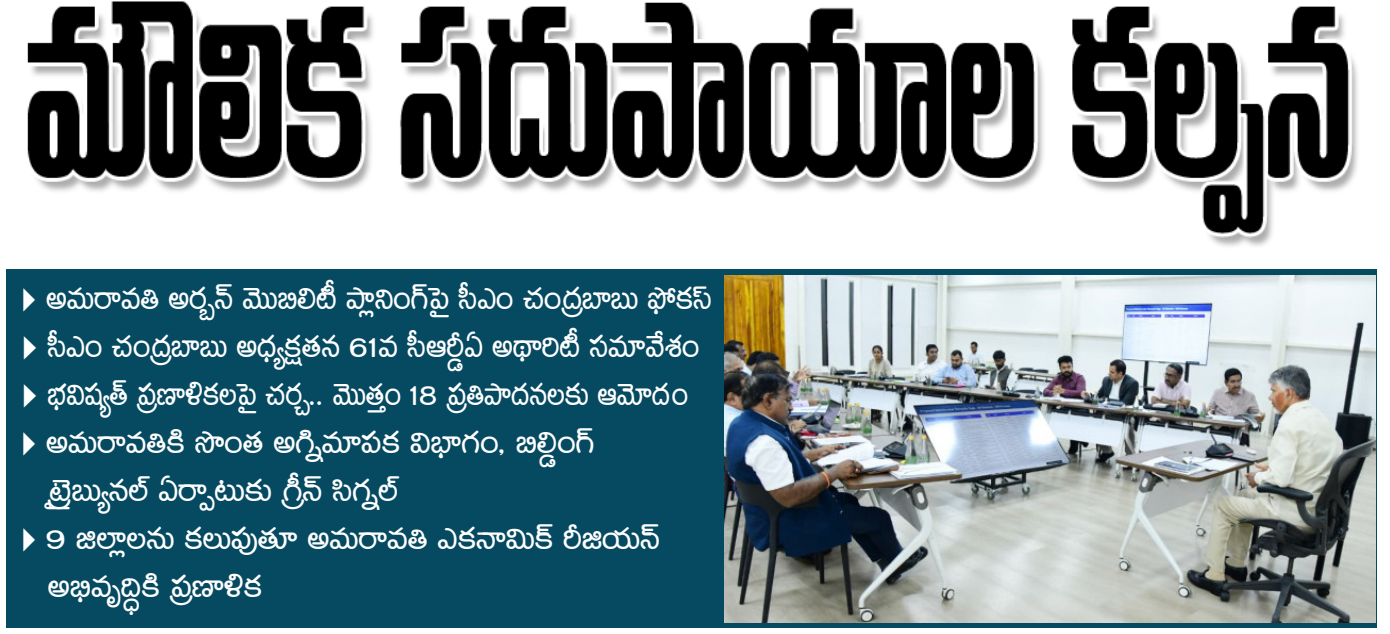 మౌలిక సదుపాయాల కల్పన
అమరావతి అర్బన్ మొబిలిటీ ప్లానింగ్‌పై సీఎం చంద్రబాబు ఫోకస్
సీఎం చంద్రబాబు అధ్యక్షతన 61వ సీఆర్డీఏ అథారిటీ సమావేశం
భవిష్యత్ ప్రణాళికలపై చర్చ.. మొత్తం 18 ప్రతిపాదనలకు ఆమోదం
అమరావతికి సొంత అగ్నిమాపక విభాగం, బిల్డింగ్
ట్రైబ్యునల్ ఏర్పాటుకు గ్రీన్ సిగ్నల్
9 జిల్లాలను కలుపుతూ అమరావతి ఎకనామిక్ రీజియన్
అభివృద్ధికి ప్రణాళిక